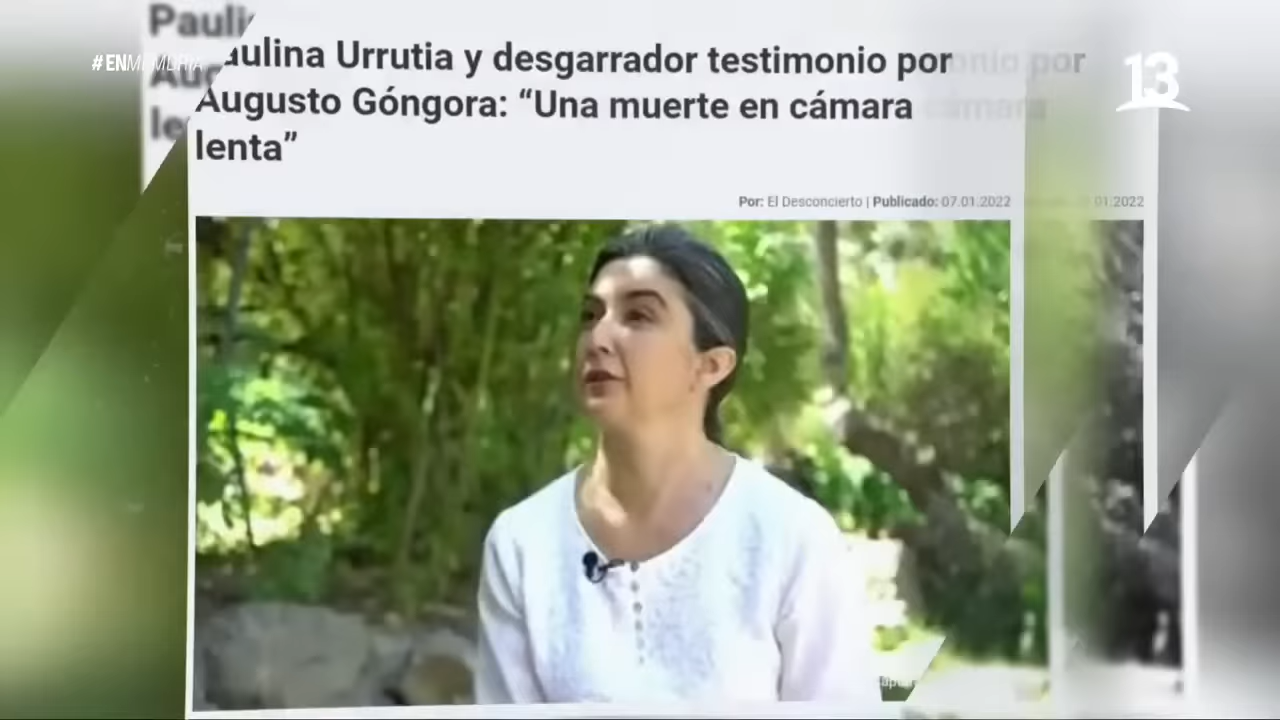 Pauli
#ENMEMORIA
Paulina Urrutia y desgarrador testimonio por
Augusto Góngora: “Una muerte en cámara
lenta”
13
Por: El Desconcierto | Publicado: 07.01.2022